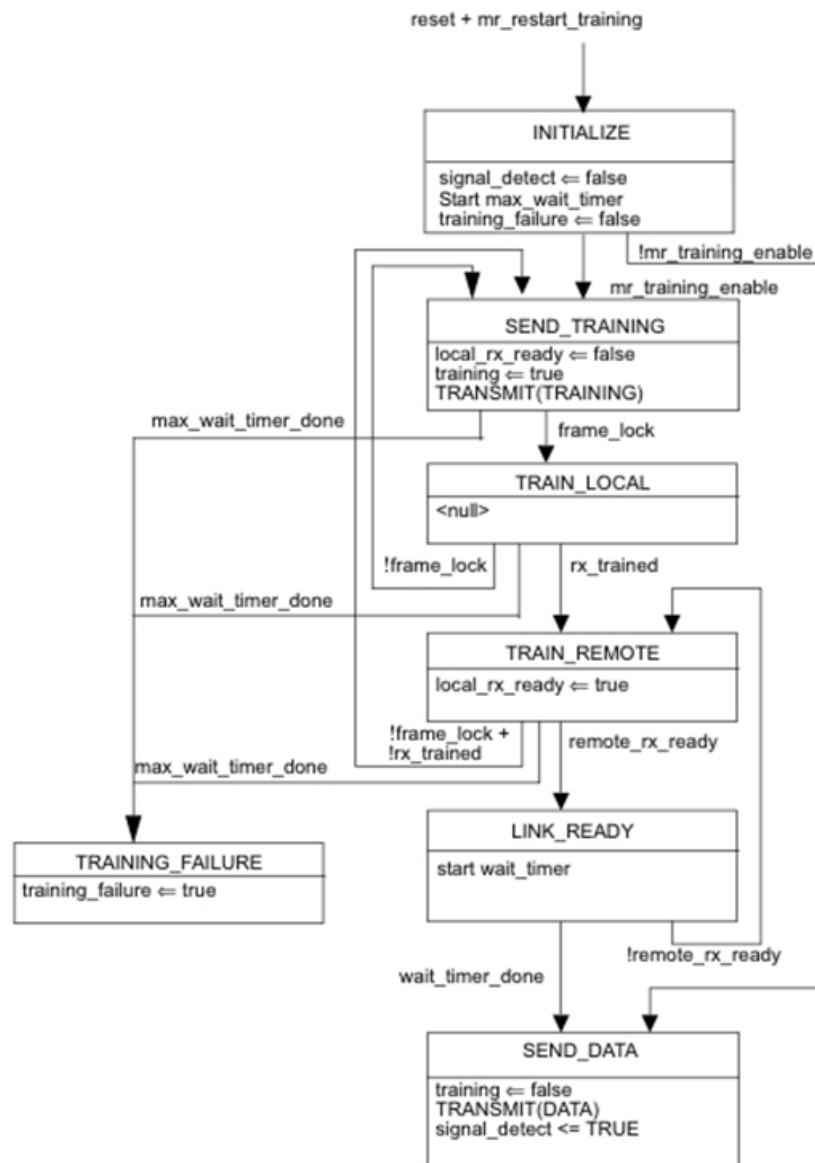 reset + mr_restart_training
INITIALIZE
signal_detect ⇐ false
Start max_wait_timer
training_failure ⇐ false
!mr_training_enable
mr_training_enable
SEND_TRAINING
local_rx_ready ⇐ false
training ⇐ true
TRANSMIT(TRAINING)
max_wait_timer_done
frame_lock
TRAIN_LOCAL
<null>
!frame_lock
rx_trained
max_wait_timer_done
TRAIN_REMOTE
local_rx_ready ⇐ true
!frame_lock +
!rx_trained
remote_rx_ready
max_wait_timer_done
LINK_READY
start wait_timer
TRAINING_FAILURE
training_failure ⇐ true
!remote_rx_ready
wait_timer_done
SEND_DATA
training ⇐ false
TRANSMIT(DATA)
signal_detect <= TRUE